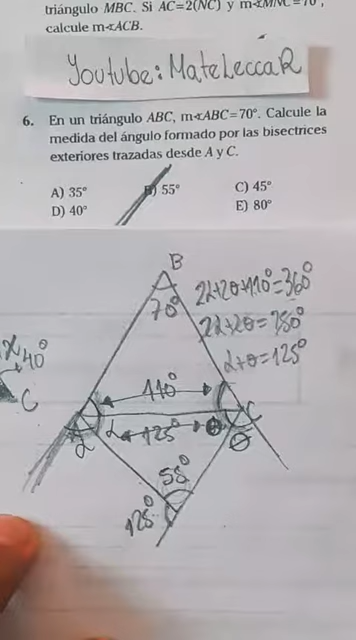 triángulo MBC. Si AC=2(NC) y m∢MNC=70°,
calcule m∢ACB.
Youtube: MateLeccaR
6. En un triángulo ABC, m∢ABC=70°. Calcule la
medida del ángulo formado por las bisectrices
exteriores trazadas desde A y C.
A) 35° B) 55° C) 45°
D) 40° E) 80°
B
70°
2α+2θ+110°=360°
2α+2θ=250°
α+θ=125°
X
40°
C
110°
C
A
α 125° θ
α
θ
55°
125°